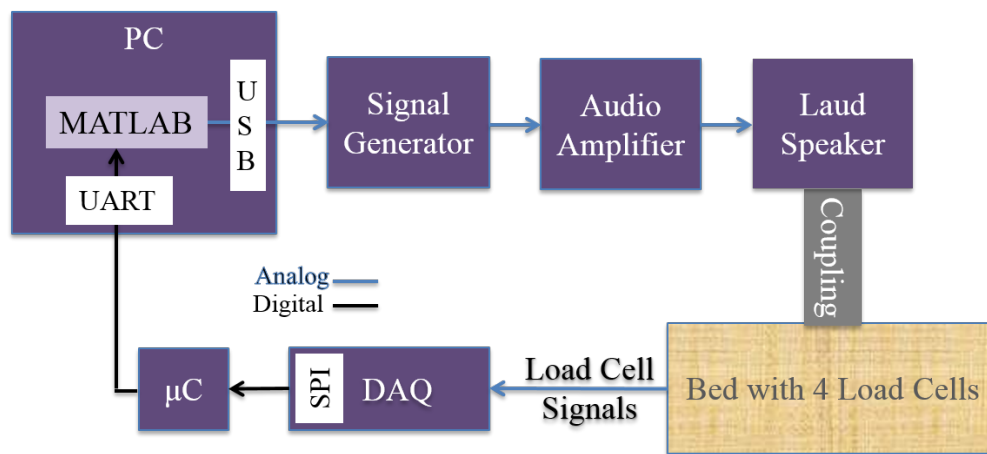 PC
MATLAB
USB
UART
Signal
Generator
Audio
Amplifier
Laud
Speaker
Coupling
Analog
Digital
μC
SPI
DAQ
Load Cell
Signals
Bed with 4 Load Cells